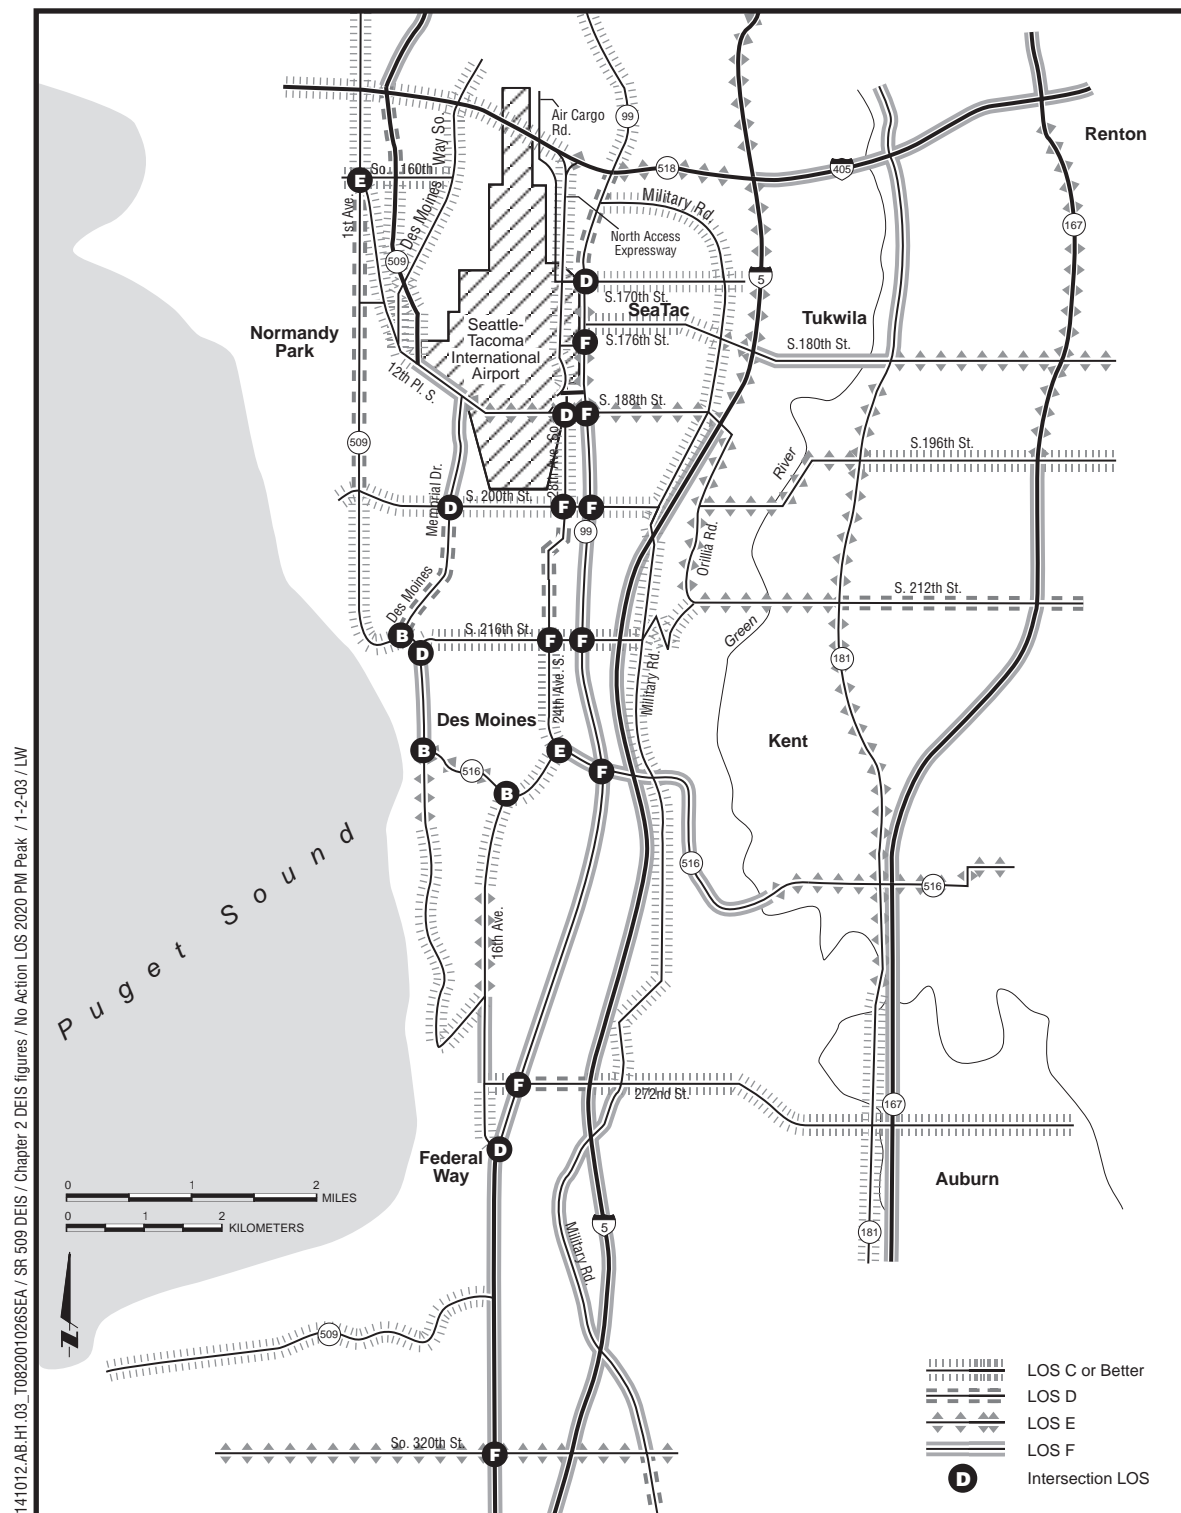 Renton
Air Cargo
Rd.
99
518
405
So. 160th
E
1st Ave.
Des Moines Way So.
Military Rd.
167
North Access
Expressway
509
5
D
S.170th St.
SeaTac
Tukwila
Normandy
Park
Seattle-
Tacoma
International
Airport
F
S.176th St.
S.180th St.
12th Pl. S.
D
F
S. 188th St.
509
28th Ave. So.
River
S.196th St.
Memorial Dr.
D
S. 200th St.
F
F
99
Orillia Rd.
Des Moines
S. 212th St.
Green
B
D
S. 216th St.
F
F
181
Military Rd.
24th Ave. S.
Des Moines
Kent
B
516
E
F
B
516
516
Puget Sound
16th Ave.
F
272nd St.
167
Federal
Way
D
Auburn
0 1 2
MILES
0 1 2
KILOMETERS
181
5
Military Rd.
N
509
So. 320th St.
F
LOS C or Better
LOS D
LOS E
LOS F
D Intersection LOS
141012.AB.H1.03_T082001026SEA / SR 509 DEIS / Chapter 2 DEIS figures / No Action LOS 2020 PM Peak / 1-2-03 / LW